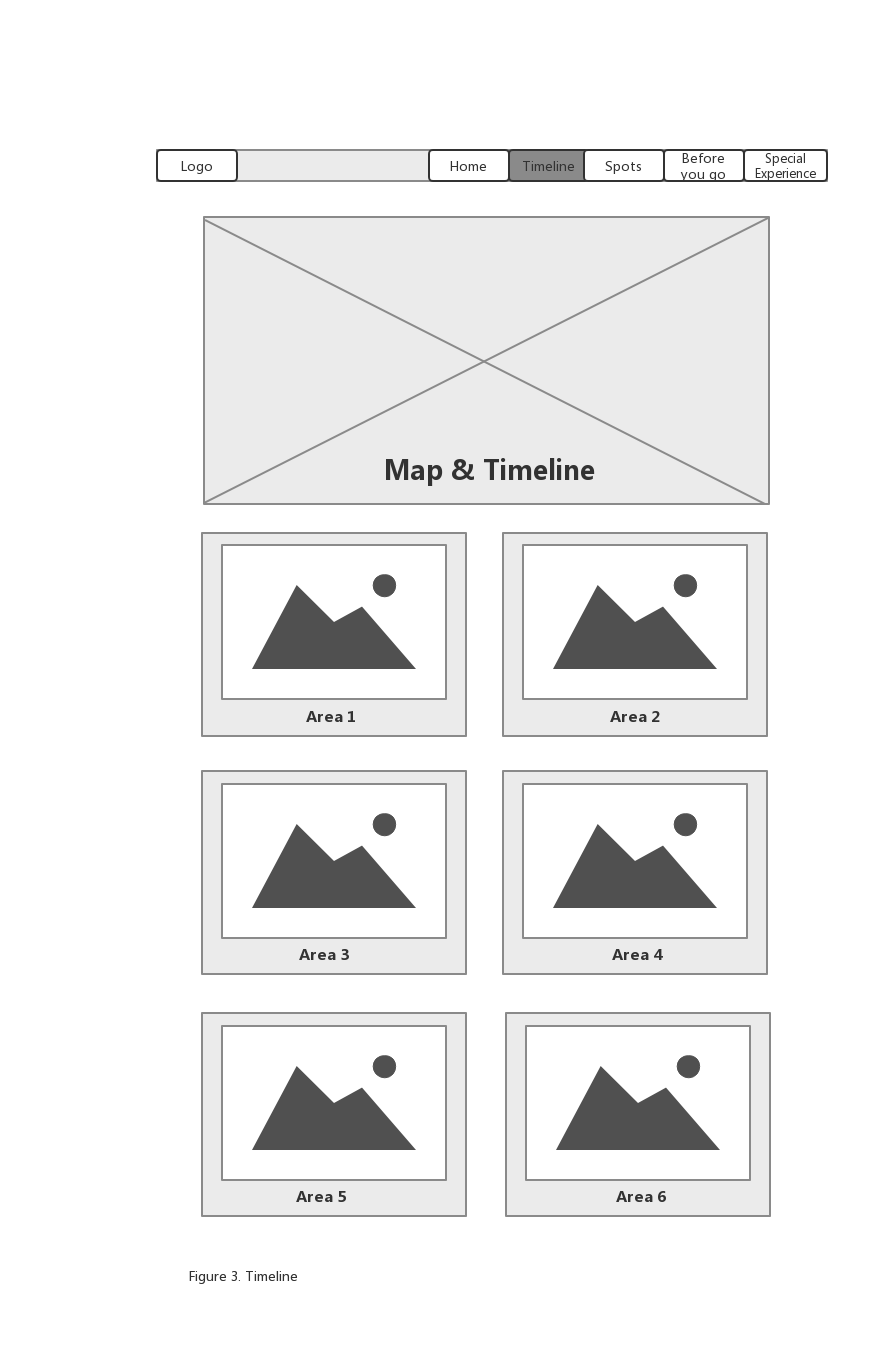 Logo
Home
Timeline
Spots
Before
you go
Special
Experience
Map & Timeline
Area 1
Area 2
Area 3
Area 4
Area 5
Area 6
Figure 3. Timeline